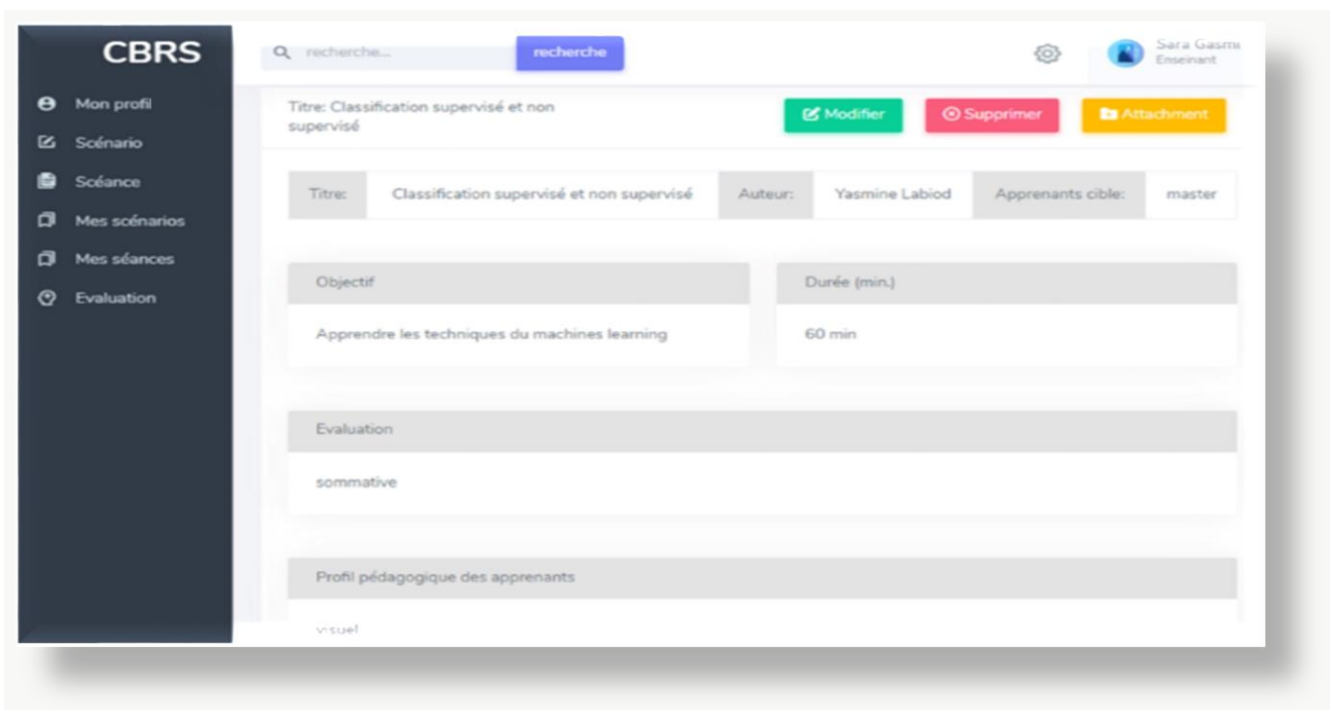 CBRS
recherche...
recherche
Sara Gasmi
Enseinant
Mon profil
Scénario
Scéance
Mes scénarios
Mes séances
Evaluation
Titre: Classification supervisé et non
supervisé
Modifier
Supprimer
Attachment
Titre: Classification supervisé et non supervisé Auteur: Yasmine Labiod Apprenants cible: master
Objectif Durée (min.)
Apprendre les techniques du machines learning 60 min
Evaluation
sommative
Profil pédagogique des apprenants
visuel